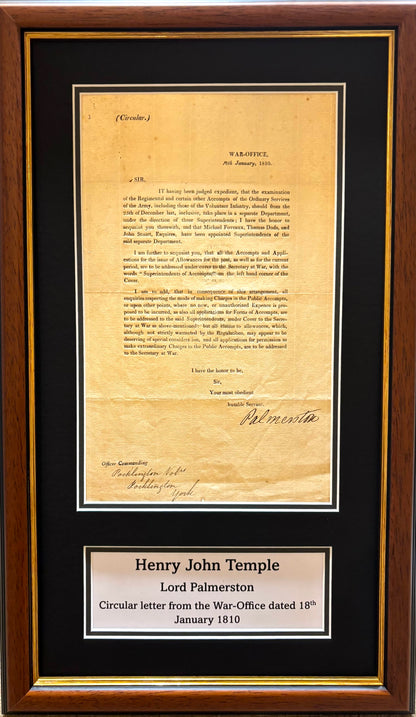 (Circular.)
WAR-OFFICE,
18th January, 1810.
SIR,
IT having been judged expedient, that the examination
of the Regimental and certain other Accompts of the Ordinary Services
of the Army, including those of the Volunteer Infantry, should from the
25th of December last, inclusive, take place in a separate Department,
under the direction of three Superintendents; I have the honor to
acquaint you therewith, and that Michael Foveaux, Thomas Dods, and
John Stuart, Esquires, have been appointed Superintendents of the
said separate Department.
I am further to acquaint you, that all the Accompts and Appli-
cations for the issue of Allowances for the past, as well as for the current
period, are to be addressed under cover to the Secretary at War, with the
words "Superintendents of Accompts," on the left hand corner of the
Cover.
I am to add, that in consequence of this arrangement, all
enquiries respecting the mode of making Charges in the Public Accompts,
or upon other points, where no new, or unauthorized Expence is pro-
posed to be incurred, as also all applications for Forms of Accompts, are
to be addressed to the said Superintendents, under Cover to the Secre-
tary at War as above-mentioned: but all claims to allowances, which,
although not strictly warranted by the Regulations, may appear to be
deserving of special consideration, and all applications for permission to
make extraordinary Charges in the Public Accompts, are to be addressed
to the Secretary at War.
I have the honor to be,
Sir,
Your most obedient
humble Servant,
Palmerston
Officer Commanding
Pocklington
Pocklington
York
Henry John Temple
Lord Palmerston
Circular letter from the War-Office dated 18th
January 1810